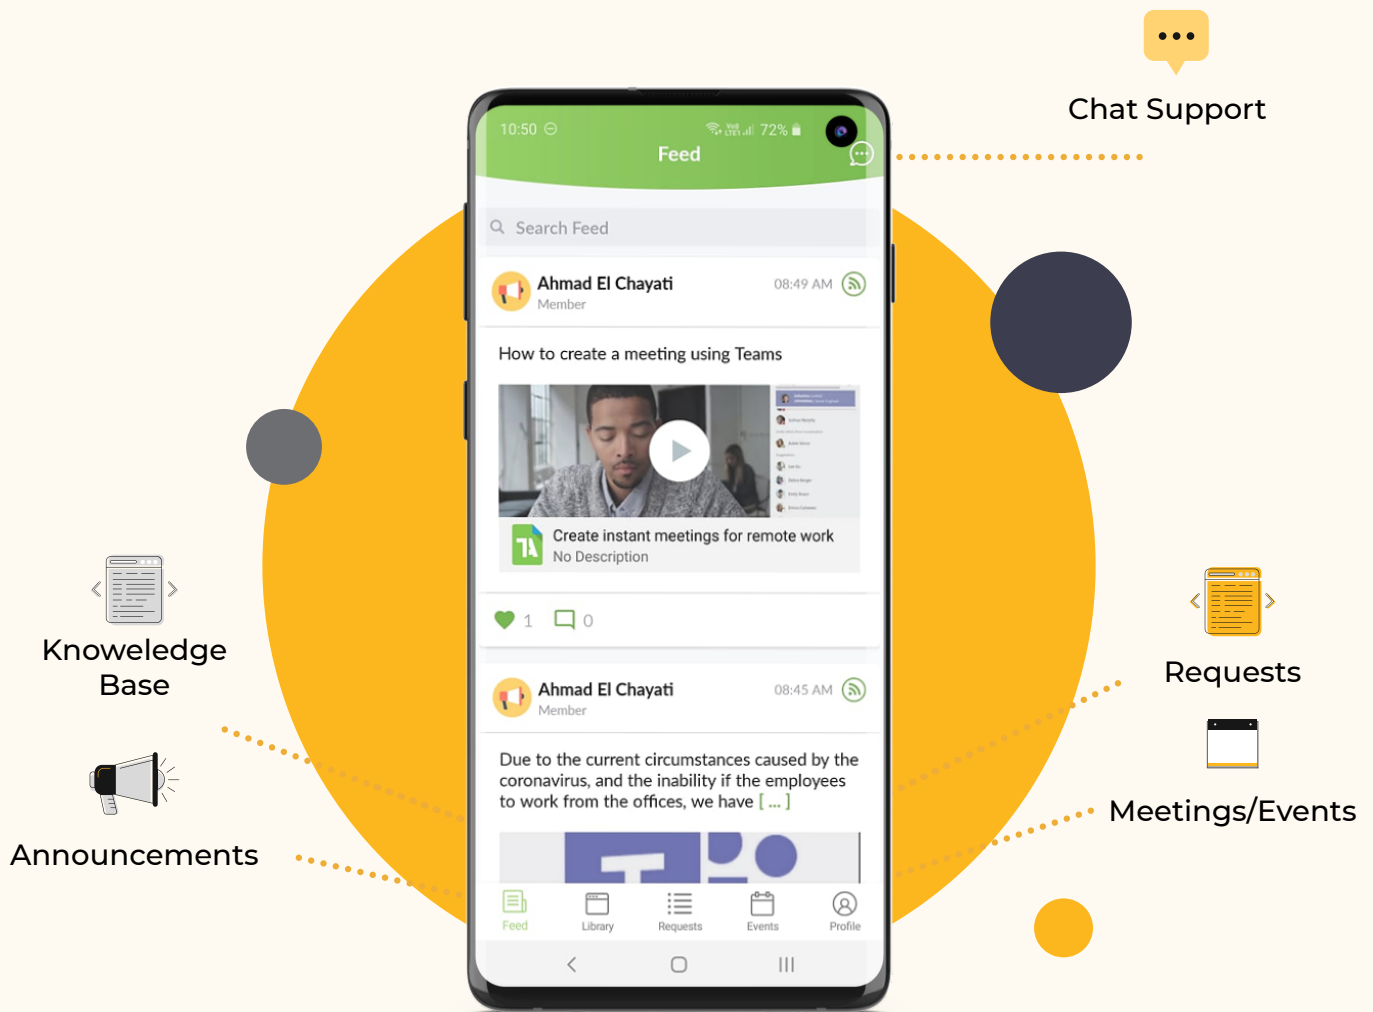 Chat Support
10:50
72%
Feed
Search Feed
Ahmad El Chayati
08:49 AM
Member
How to create a meeting using Teams
Create instant meetings for remote work
No Description
1
0
Ahmad El Chayati
08:45 AM
Member
Due to the current circumstances caused by the
coronavirus, and the inability if the employees
to work from the offices, we have [ ... ]
Feed
Library
Requests
Events
Profile
Knoweledge
Base
Announcements
Requests
Meetings/Events